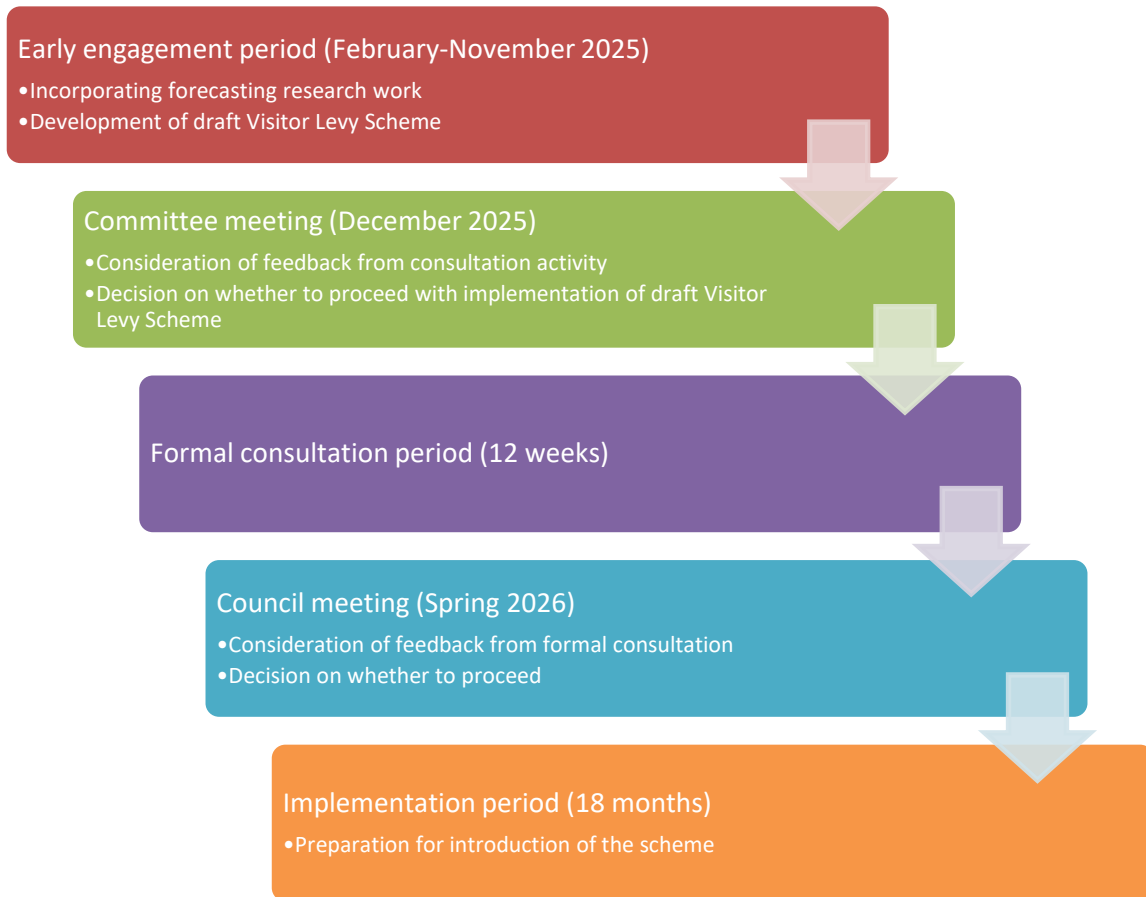 Early engagement period (February-November 2025)
•Incorporating forecasting research work
•Development of draft Visitor Levy Scheme
Committee meeting (December 2025)
•Consideration of feedback from consultation activity
•Decision on whether to proceed with implementation of draft Visitor
Levy Scheme
Formal consultation period (12 weeks)
Council meeting (Spring 2026)
•Consideration of feedback from formal consultation
•Decision on whether to proceed
Implementation period (18 months)
•Preparation for introduction of the scheme